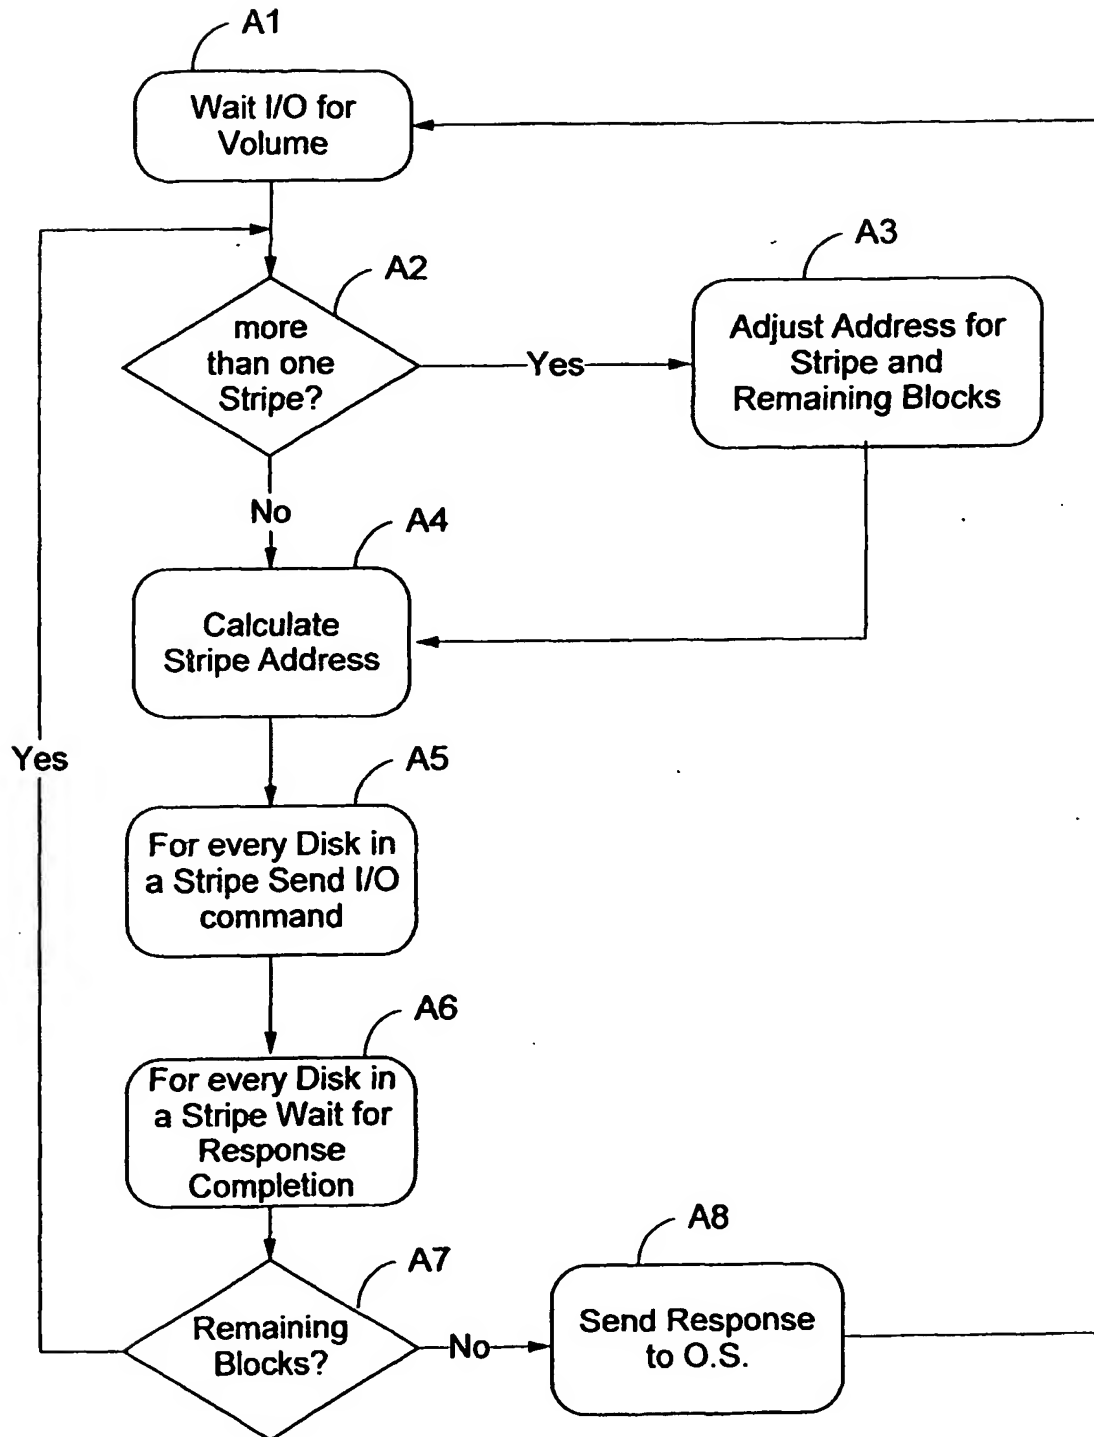 A1
Wait I/O for
Volume
A2
more
than one
Stripe?
Yes
A3
Adjust Address for
Stripe and
Remaining Blocks
No
A4
Calculate
Stripe Address
Yes
A5
For every Disk in
a Stripe Send I/O
command
A6
For every Disk in
a Stripe Wait for
Response
Completion
A7
Remaining
Blocks?
No
A8
Send Response
to O.S.